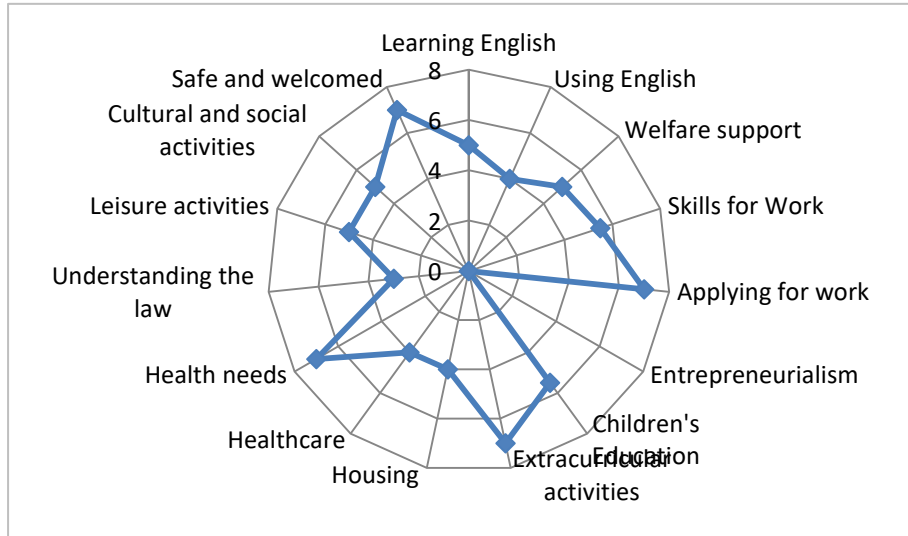 Learning English
Using English
Welfare support
Skills for Work
Applying for work
Entrepreneurialism
Children's
Education
Extracurricular
activities
Housing
Healthcare
Health needs
Understanding the
law
Leisure activities
Cultural and social
activities
Safe and welcomed
8
6
4
2
0